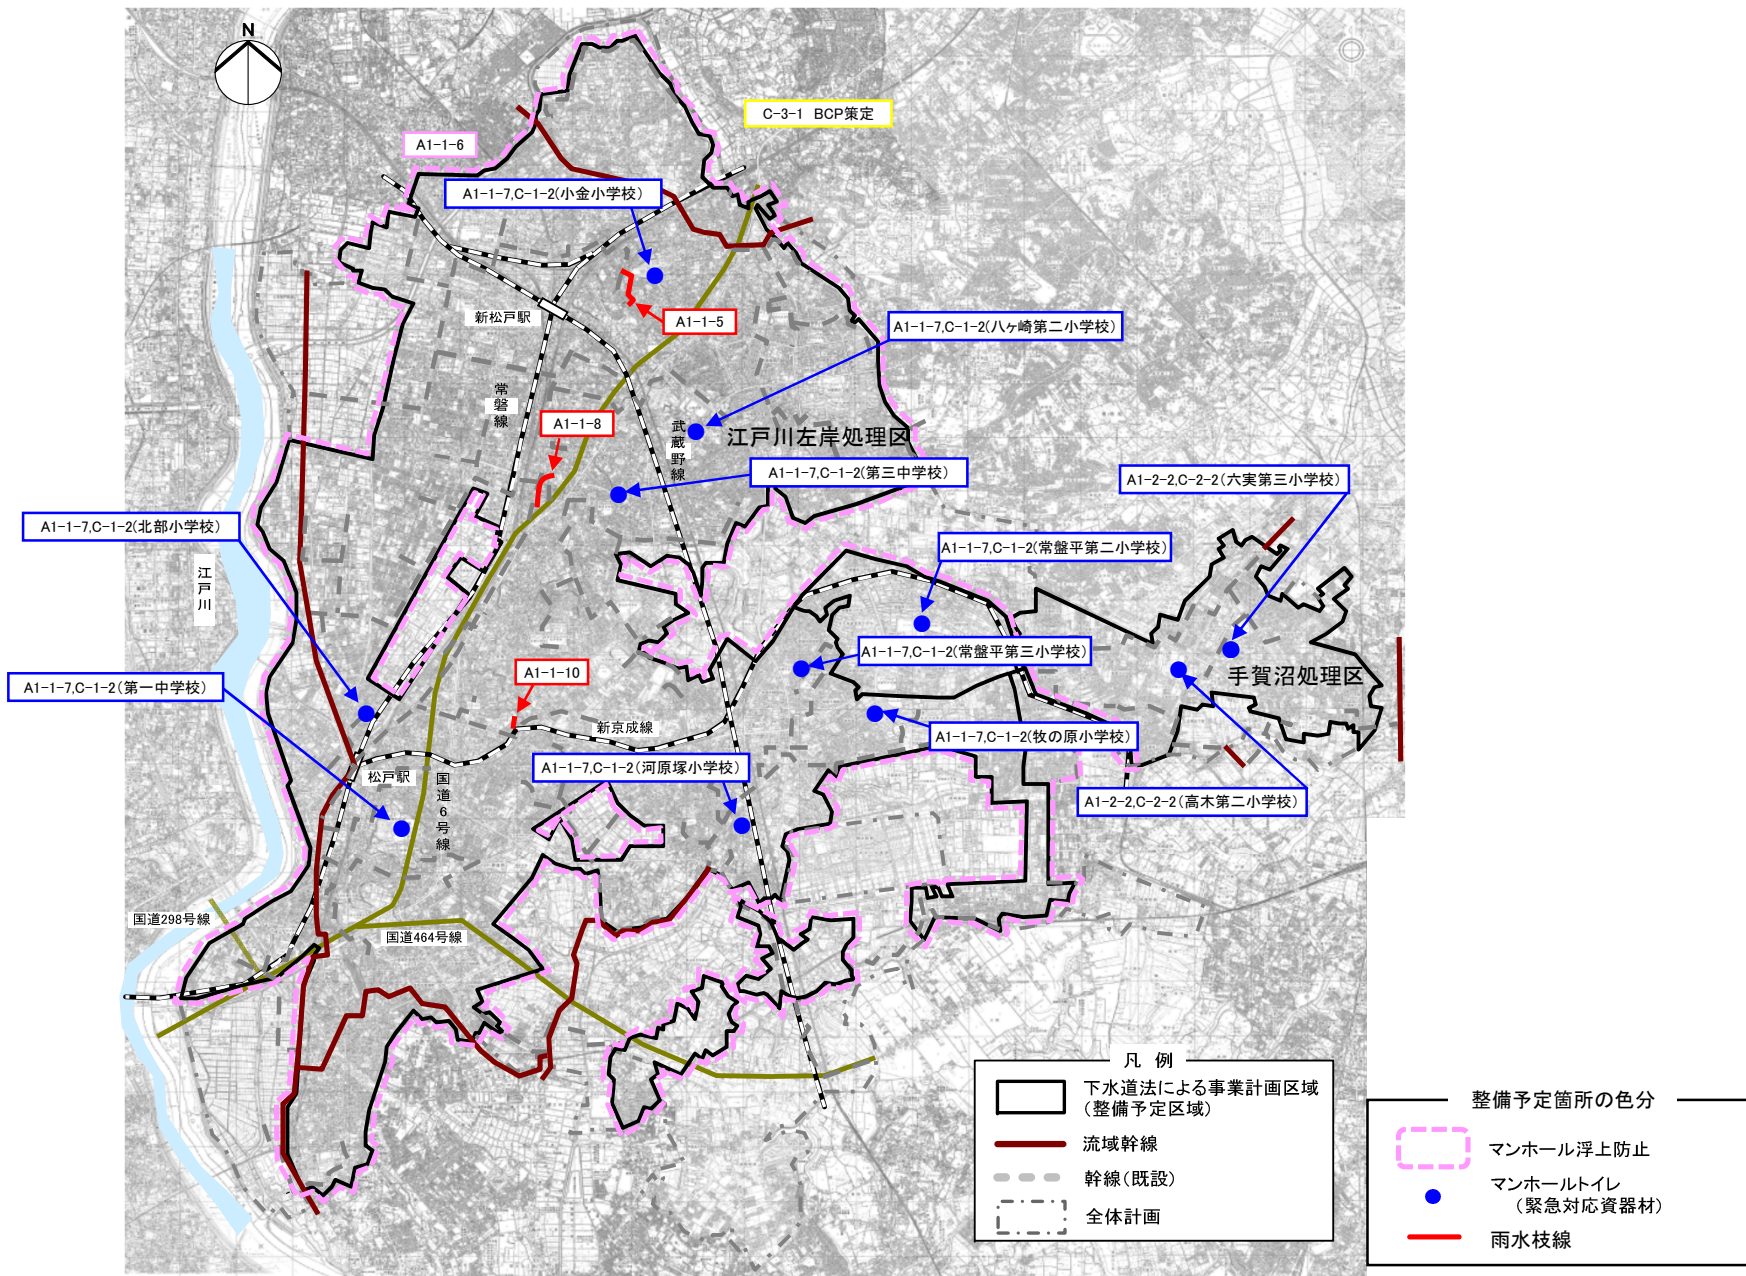 N
C-3-1 BCP策定
A1-1-6
A1-1-7,C-1-2(小金小学校)
新松戸駅
A1-1-5
A1-1-7,C-1-2(八ヶ崎第二小学校)
常磐線
A1-1-8
武蔵野線
江戸川左岸処理区
A1-1-7,C-1-2(第三中学校)
A1-2-2,C-2-2(六実第三小学校)
A1-1-7,C-1-2(北部小学校)
A1-1-7,C-1-2(常盤平第二小学校)
江戸川
A1-1-7,C-1-2(常盤平第三小学校)
手賀沼処理区
A1-1-10
A1-1-7,C-1-2(第一中学校)
新京成線
A1-1-7,C-1-2(牧の原小学校)
A1-1-7,C-1-2(河原塚小学校)
松戸駅
国道6号線
A1-2-2,C-2-2(高木第二小学校)
国道298号線
国道464号線
凡 例
下水道法による事業計画区域
(整備予定区域)
流域幹線
幹線(既設)
全体計画
整備予定箇所の色分
マンホール浮上防止
マンホールトイレ
(緊急対応資器材)
雨水枝線